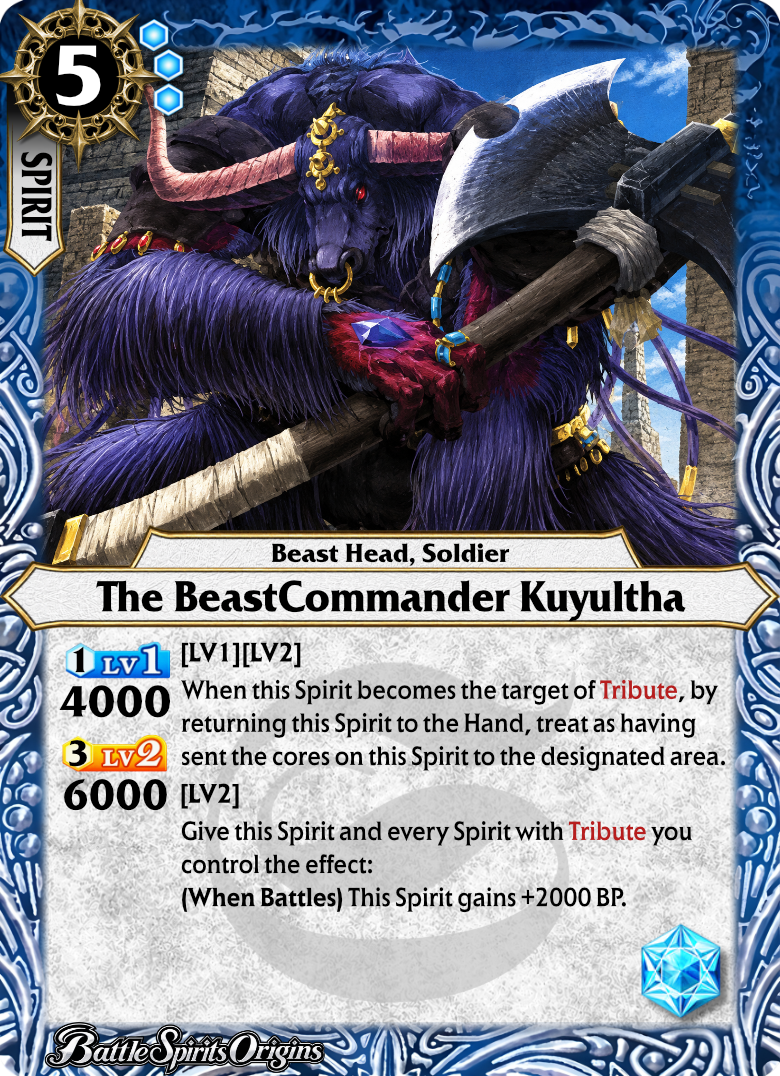 5
SPIRIT
Beast Head, Soldier
The BeastCommander Kuyultha
1 LV1
4000
3 LV2
6000
[LV1][LV2]
When this Spirit becomes the target of Tribute, by
returning this Spirit to the Hand, treat as having
sent the cores on this Spirit to the designated area.
[LV2]
Give this Spirit and every Spirit with Tribute you
control the effect:
(When Battles) This Spirit gains +2000 BP.
Battle Spirits Origins